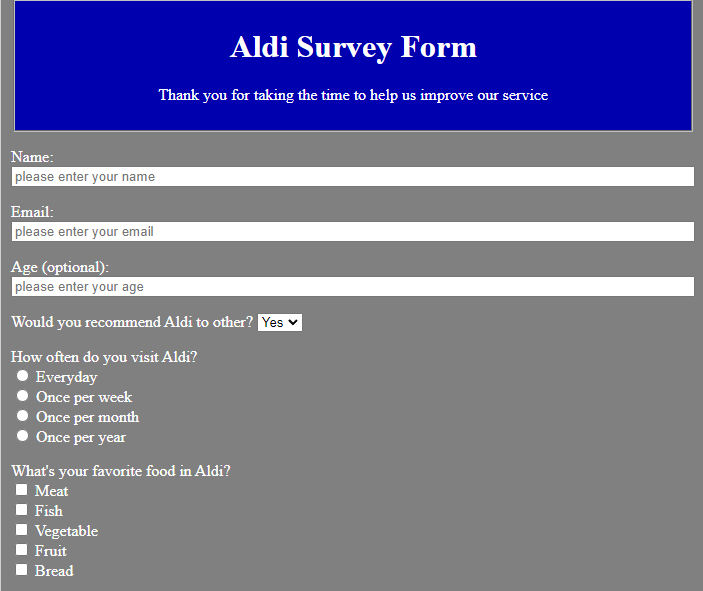 Aldi Survey Form
Thank you for taking the time to help us improve our service
Name:
please enter your name
Email:
please enter your email
Age (optional):
please enter your age
Would you recommend Aldi to other? Yes
How often do you visit Aldi?
Everyday
Once per week
Once per month
Once per year
What's your favorite food in Aldi?
Meat
Fish
Vegetable
Fruit
Bread